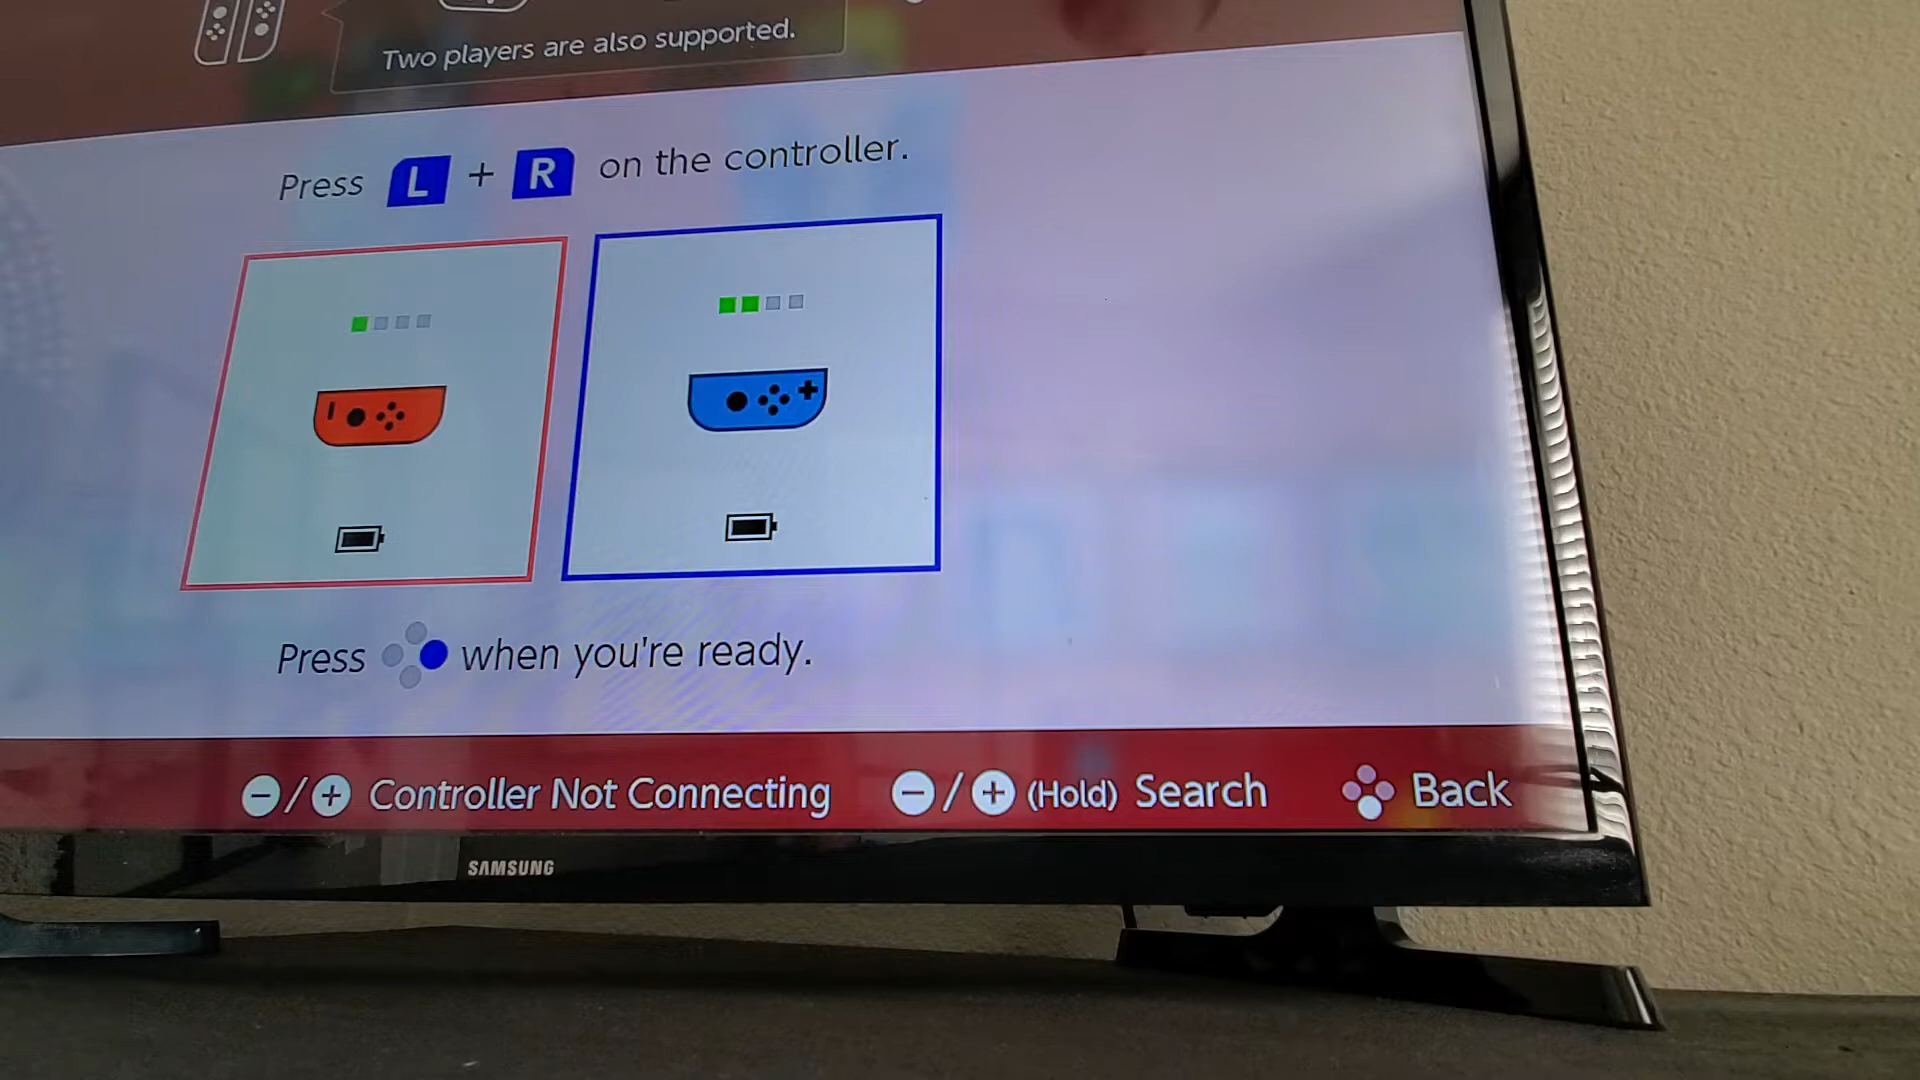 Two players are also supported.
Press L + R on the controller.
Press when you're ready.
−/+ Controller Not Connecting −/+ (Hold) Search Back
SAMSUNG